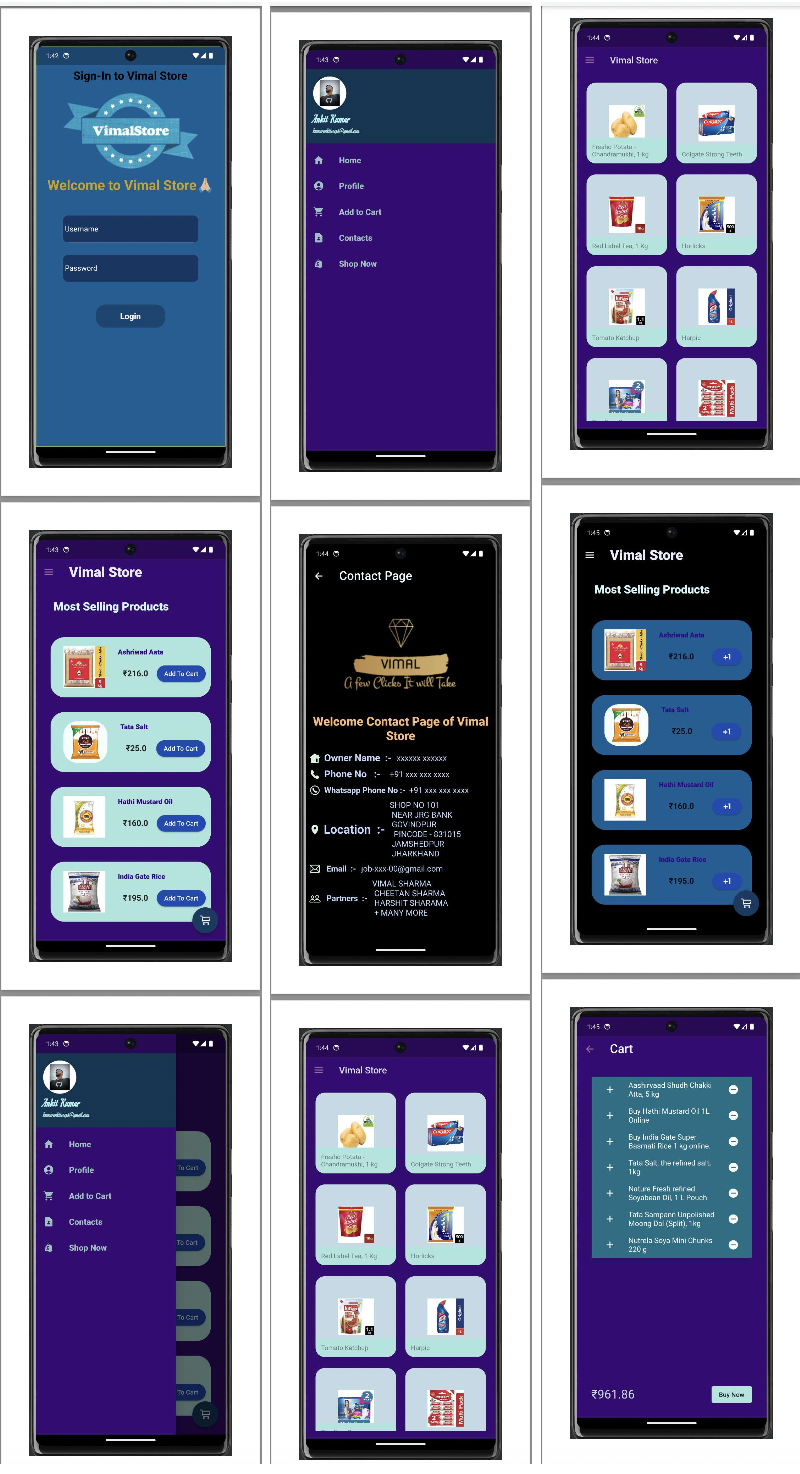 1:42
Sign-In to Vimal Store
VimalStore
Welcome to Vimal Store🙏🏻
Username
Password
Login
1:43
Ankit Kumar
Home
Profile
Add to Cart
Contacts
Shop Now
1:44
Vimal Store
Fresho Potato -
Chandramukhi, 1 kg
Colgate Strong Teeth
Red Label Tea, 1 Kg
Horlicks
Tomato Ketchup
Harpic
Original
2
Multi Pack
1:43
Vimal Store
Most Selling Products
Ashriwad Aata
₹216.0
Add To Cart
Tata Salt
₹25.0
Add To Cart
Hathi Mustard Oil
₹160.0
Add To Cart
India Gate Rice
₹195.0
Add To Cart
1:44
Contact Page
VIMAL
A few Clicks It will Take
Welcome Contact Page of Vimal
Store
Owner Name :- xxxxxx xxxxxx
Phone No :- +91 xxx xxx xxxx
Whatsapp Phone No :- +91 xxx xxx xxxx
Location :-
SHOP NO 101
NEAR JRG BANK
GOVINDPUR
PINCODE - 831015
JAMSHEDPUR
JHARKHAND
Email :- job-xxx-00@gmail.com
Partners :-
VIMAL SHARMA
CHEETAN SHARMA
HARSHIT SHARAMA
+ MANY MORE
1:45
Vimal Store
Most Selling Products
Ashriwad Aata
₹216.0
+1
Tata Salt
₹25.0
+1
Hathi Mustard Oil
₹160.0
+1
India Gate Rice
₹195.0
+1
1:43
Ankit Kumar
Home
Profile
Add to Cart
Contacts
Shop Now
To Cart
To Cart
To Cart
To Cart
1:44
Vimal Store
Fresho Potato -
Chandramukhi, 1 kg
Colgate Strong Teeth
Red Label Tea, 1 Kg
Horlicks
Tomato Ketchup
Harpic
Original
2
Multi Pack
1:45
Cart
Aashirvaad Shudh Chakki
Atta, 5 kg
Buy Hathi Mustard Oil 1L
Online
Buy India Gate Super
Basmati Rice 1 kg online.
Tata Salt, the refined salt,
1kg
Nature Fresh refined
Soyabean Oil, 1 L Pouch
Tata Sampann Unpolished
Moong Dal (Split), 1kg
Nutrela Soya Mini Chunks
220 g
₹961.86
Buy Now